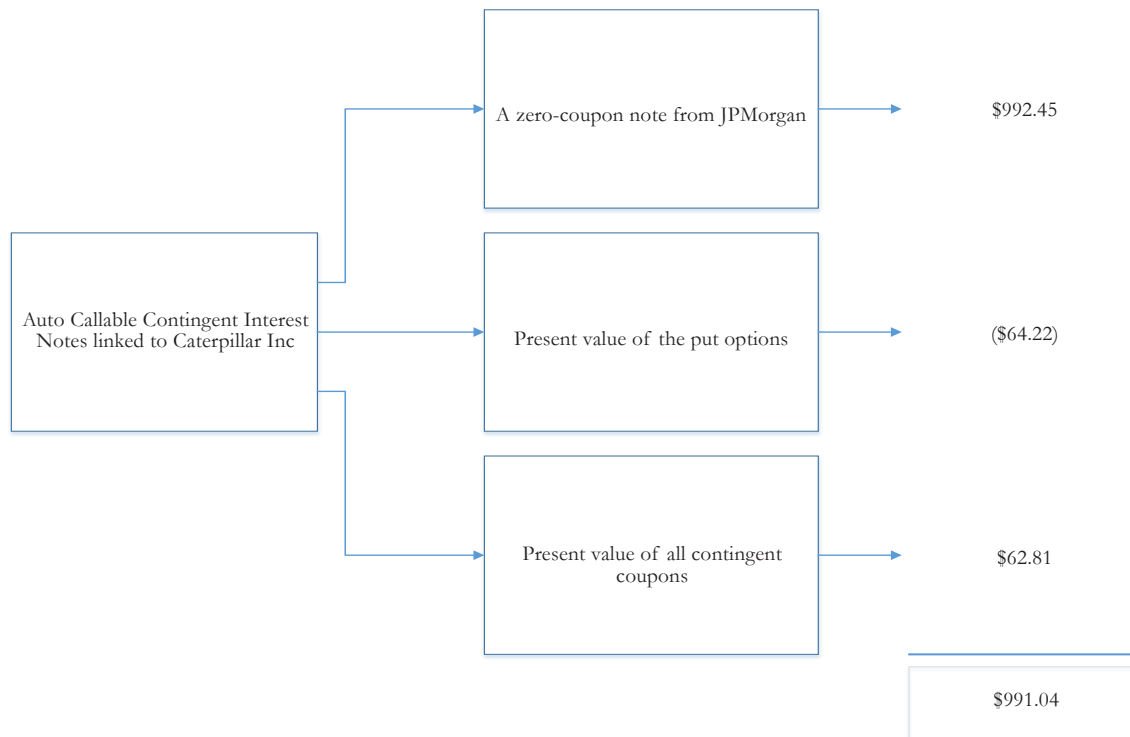 A zero-coupon note from JPMorgan
$992.45
Auto Callable Contingent Interest
Notes linked to Caterpillar Inc
Present value of the put options
($64.22)
Present value of all contingent
coupons
$62.81
$991.04